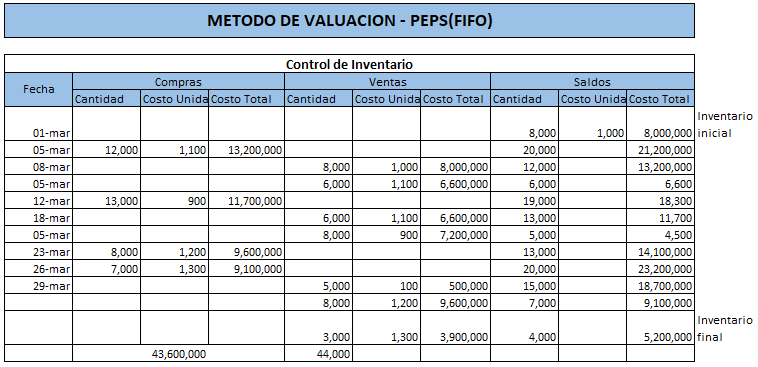 METODO DE VALUACION - PEPS(FIFO)
Control de Inventario
Fecha Compras Ventas Saldos
Cantidad Costo Unida Costo Total Cantidad Costo Unida Costo Total Cantidad Costo Unida Costo Total
01-mar 8,000 1,000 8,000,000 Inventario inicial
05-mar 12,000 1,100 13,200,000 20,000 21,200,000
08-mar 8,000 1,000 8,000,000 12,000 13,200,000
05-mar 6,000 1,100 6,600,000 6,000 6,600
12-mar 13,000 900 11,700,000 19,000 18,300
18-mar 6,000 1,100 6,600,000 13,000 11,700
05-mar 8,000 900 7,200,000 5,000 4,500
23-mar 8,000 1,200 9,600,000 13,000 14,100,000
26-mar 7,000 1,300 9,100,000 20,000 23,200,000
29-mar 5,000 100 500,000 15,000 18,700,000
8,000 1,200 9,600,000 7,000 9,100,000
3,000 1,300 3,900,000 4,000 5,200,000 Inventario final
43,600,000 44,000